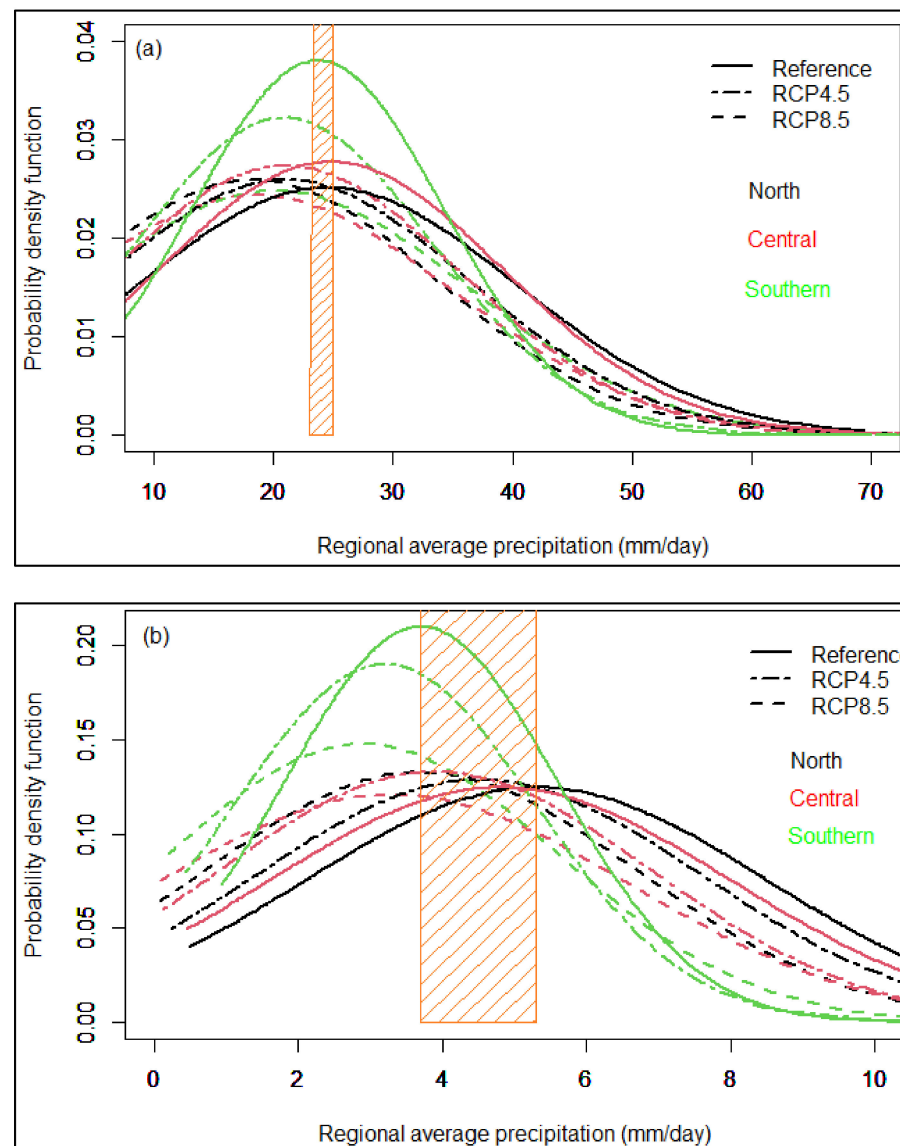 (a)
Reference
RCP4.5
RCP8.5
North
Central
Southern
0.04
0.03
0.02
0.01
0.00
Probability density function
10 20 30 40 50 60 70
Regional average precipitation (mm/day)
(b)
Reference
RCP4.5
RCP8.5
North
Central
Southern
0.20
0.15
0.10
0.05
0.00
Probability density function
0 2 4 6 8 10
Regional average precipitation (mm/day)